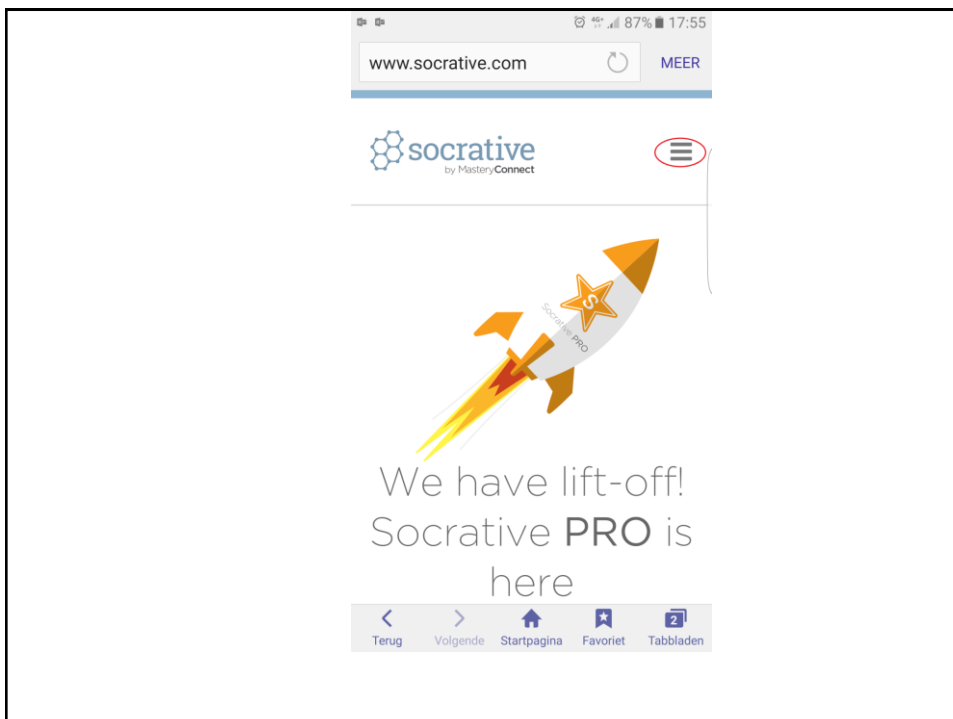 4G+ 87% 17:55
www.socrative.com MEER
socrative
by MasteryConnect
S
Socrative PRO
We have lift-off!
Socrative PRO is
here
2
Terug Volgende Startpagina Favoriet Tabbladen